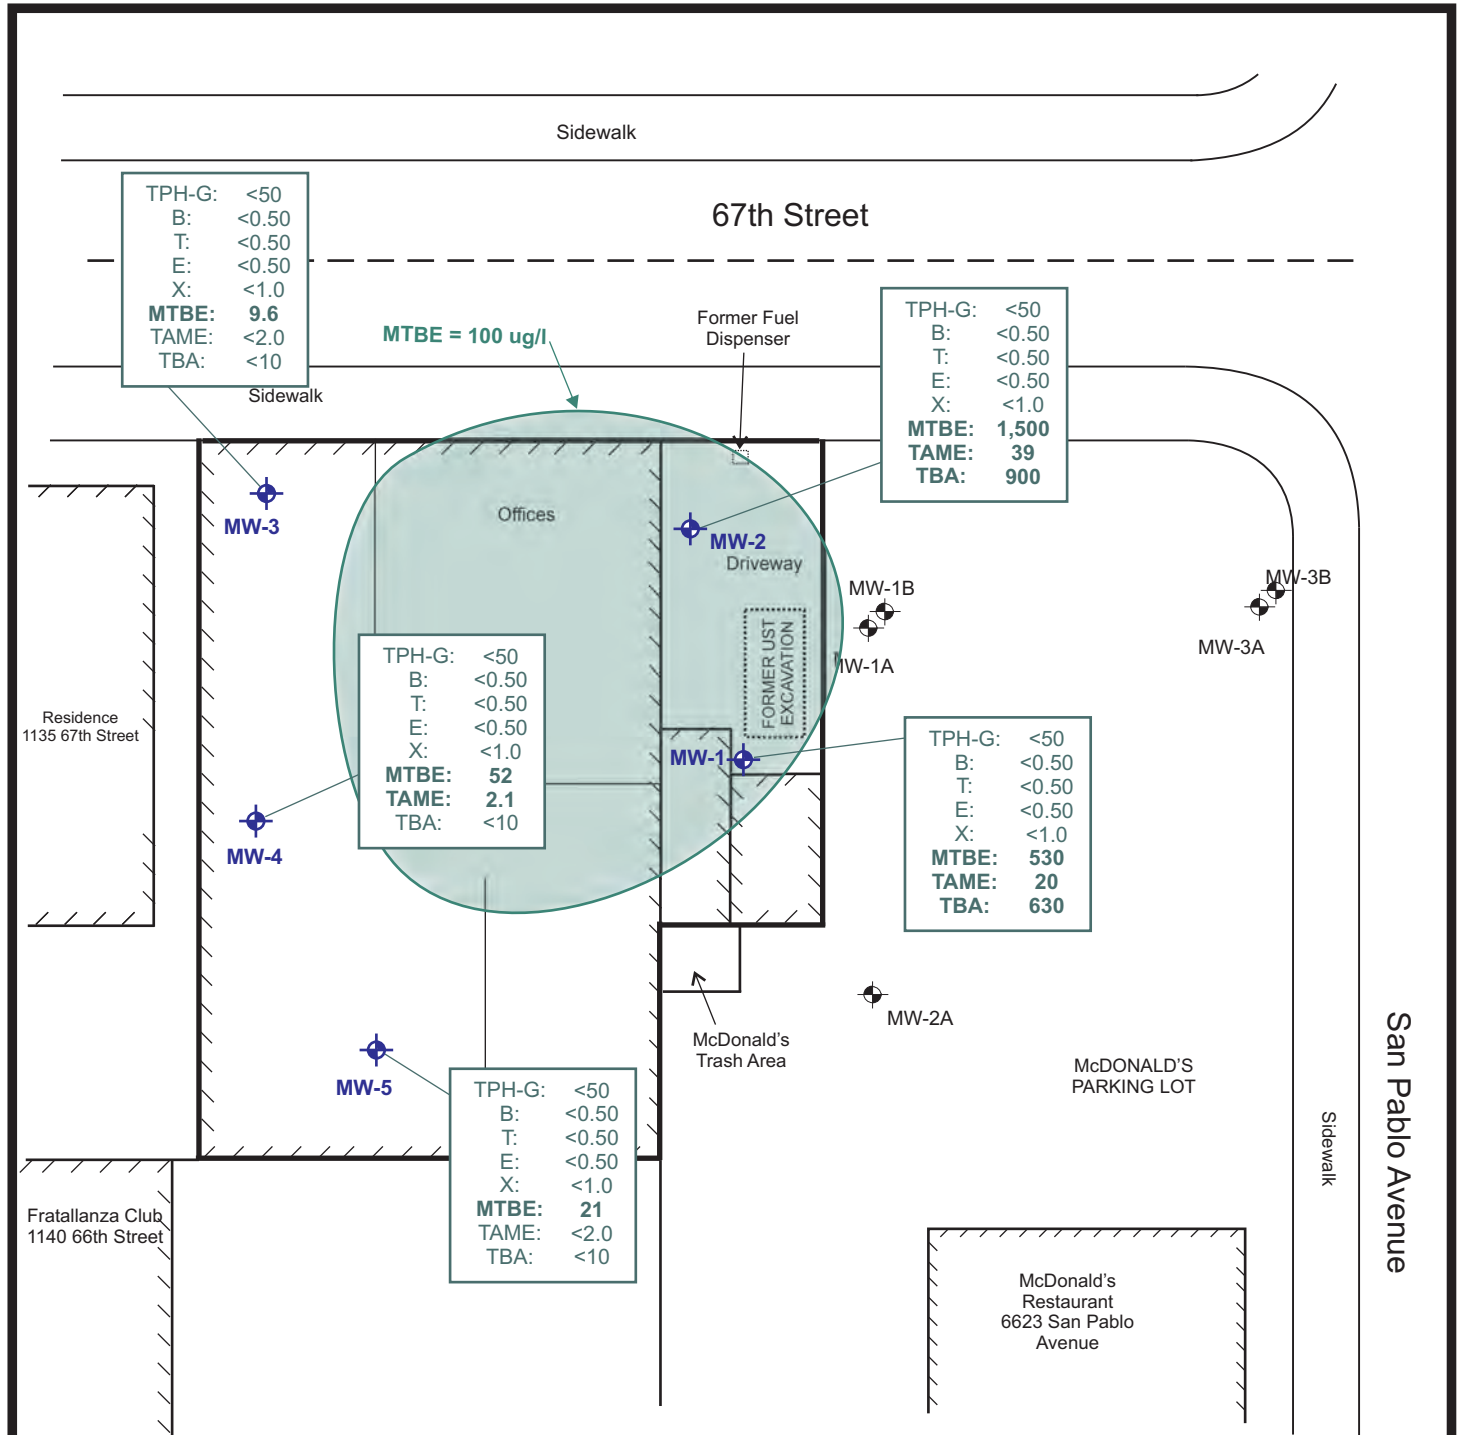 Sidewalk
67th Street
TPH-G: <50
B: <0.50
T: <0.50
E: <0.50
X: <1.0
MTBE: 9.6
TAME: <2.0
TBA: <10
Sidewalk
MTBE = 100 ug/l
Former Fuel
Dispenser
TPH-G: <50
B: <0.50
T: <0.50
E: <0.50
X: <1.0
MTBE: 1,500
TAME: 39
TBA: 900
MW-3
Offices
MW-2
Driveway
MW-1B
MW-1A
MW-3B
MW-3A
FORMER UST
EXCAVATION
Residence
1135 67th Street
TPH-G: <50
B: <0.50
T: <0.50
E: <0.50
X: <1.0
MTBE: 52
TAME: 2.1
TBA: <10
MW-1
TPH-G: <50
B: <0.50
T: <0.50
E: <0.50
X: <1.0
MTBE: 530
TAME: 20
TBA: 630
MW-4
MW-2A
McDonald's
Trash Area
McDONALD'S
PARKING LOT
San Pablo Avenue
Sidewalk
MW-5
TPH-G: <50
B: <0.50
T: <0.50
E: <0.50
X: <1.0
MTBE: 21
TAME: <2.0
TBA: <10
Fratallanza Club
1140 66th Street
McDonald's
Restaurant
6623 San Pablo
Avenue